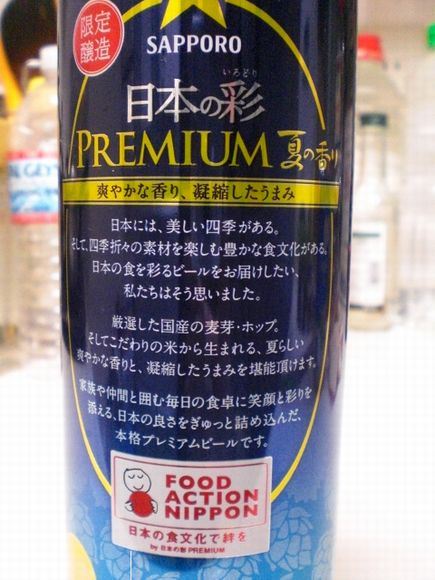 限定
醸造
SAPPORO
いろどり
日本の彩
PREMIUM 夏の香り
爽やかな香り、凝縮したうまみ
日本には、美しい四季がある。
そして、四季折々の素材を楽しむ豊かな食文化がある。
日本の食を彩るビールをお届けしたい、
私たちはそう思いました。
厳選した国産の麦芽・ホップ。
そしてこだわりの米から生まれる、夏らしい
爽やかな香りと、凝縮したうまみを堪能頂けます。
家族や仲間と囲む毎日の食卓に笑顔と彩りを
添える、日本の良さをぎゅっと詰め込んだ、
本格プレミアムビールです。
FOOD
ACTION
NIPPON
日本の食文化で絆を
by 日本の彩 PREMIUM